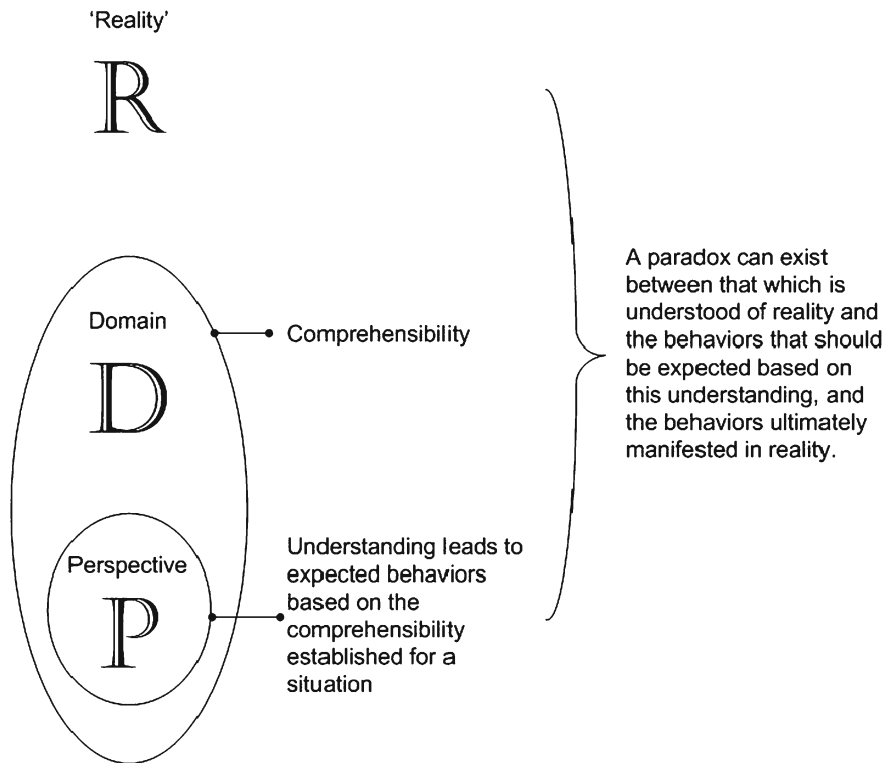 'Reality'
R
Domain
D
Comprehensibility
Perspective
P
Understanding leads to
expected behaviors
based on the
comprehensibility
established for a
situation
A paradox can exist
between that which is
understood of reality and
the behaviors that should
be expected based on
this understanding, and
the behaviors ultimately
manifested in reality.